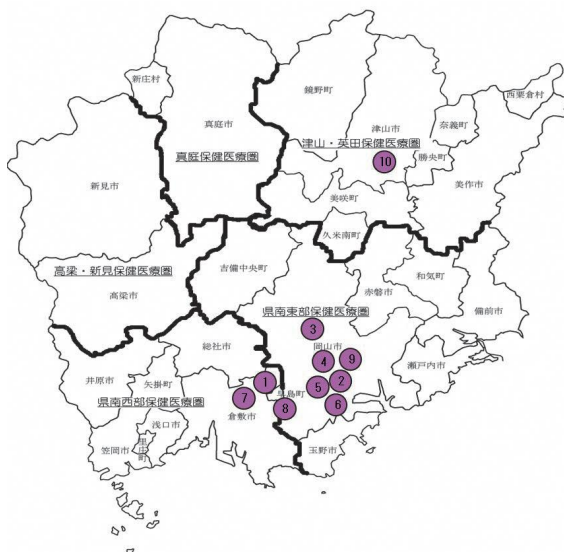 新庄村
鏡野町
西粟倉村
真庭市
津山市
奈義町
津山・英田保健医療圏
真庭保健医療圏
10
勝央町
新見市
美作市
美咲町
久米南町
高梁・新見保健医療圏
吉備中央町
和気町
赤磐市
高梁市
備前市
県南東部保健医療圏
3
総社市
岡山市
4
9
瀬戸内市
井原市
矢掛町
1
5
2
県南西部保健医療圏
7
早島町
8
6
倉敷市
浅口市
里庄町
笠岡市
玉野市